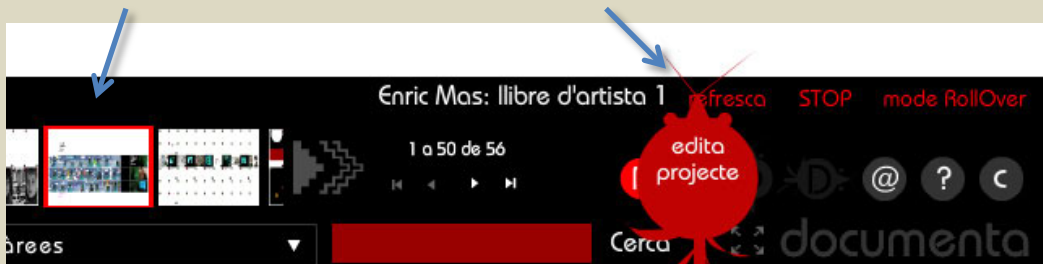 Enric Mas: llibre d'artista 1
refresca STOP mode RollOver
edita
projecte
1 a 50 de 56
@ ? C
àrees
Cerca
documenta